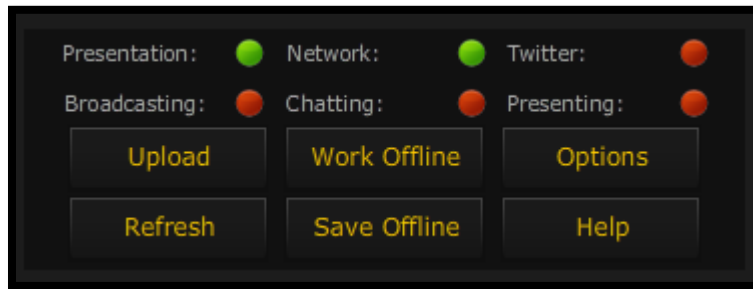 Presentation: Network: Twitter:
Broadcasting: Chatting: Presenting:
Upload Work Offline Options
Refresh Save Offline Help